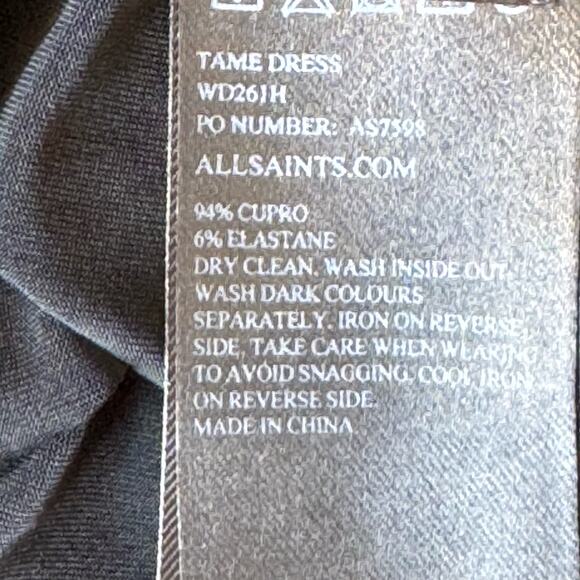 TAME DRESS
WD261H
PO NUMBER: AS7598
ALLSAINTS.COM
94% CUPRO
6% ELASTANE
DRY CLEAN. WASH INSIDE OUT.
WASH DARK COLOURS
SEPARATELY. IRON ON REVERSE
SIDE. TAKE CARE WHEN WEARING
TO AVOID SNAGGING. COOL IRON
ON REVERSE SIDE.
MADE IN CHINA